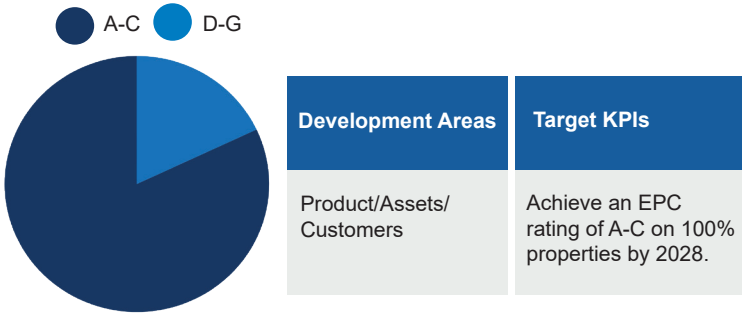 A-C D-G
Development Areas
Target KPIs
Product/Assets/
Customers
Achieve an EPC
rating of A-C on 100%
properties by 2028.